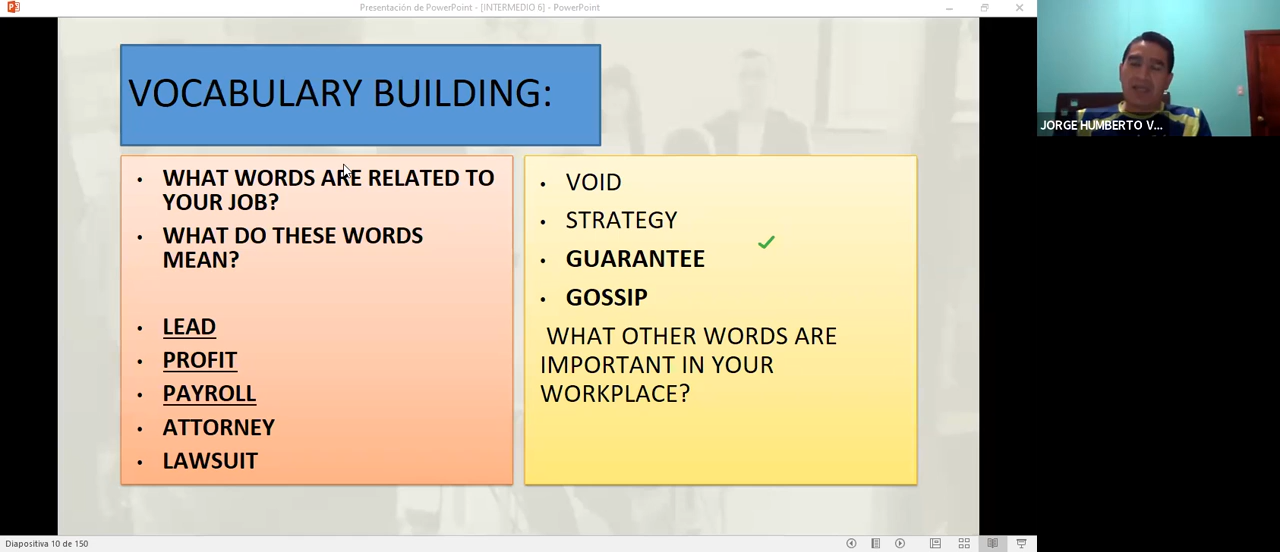 Presentación de PowerPoint - [INTERMEDIO 6] - PowerPoint
VOCABULARY BUILDING:
WHAT WORDS ARE RELATED TO
YOUR JOB?
WHAT DO THESE WORDS
MEAN?
LEAD
PROFIT
PAYROLL
ATTORNEY
LAWSUIT
VOID
STRATEGY
GUARANTEE
GOSSIP
WHAT OTHER WORDS ARE
IMPORTANT IN YOUR
WORKPLACE?
JORGE HUMBERTO V...
Diapositiva 10 de 150